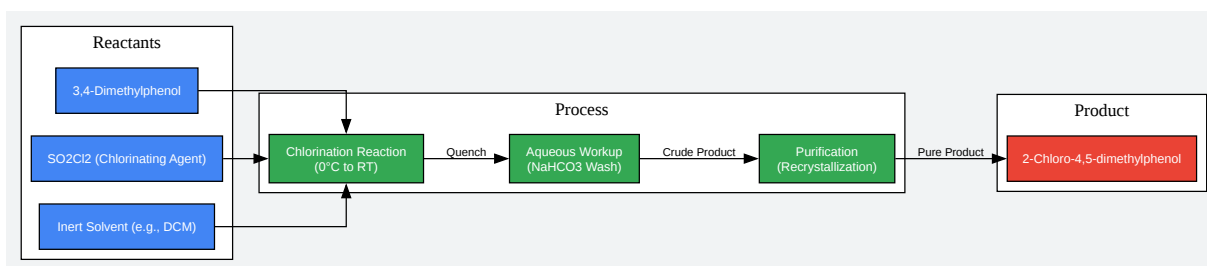 Reactants
3,4-Dimethylphenol
SO2Cl2 (Chlorinating Agent)
Inert Solvent (e.g., DCM)
Process
Chlorination Reaction
(0°C to RT)
Quench
Aqueous Workup
(NaHCO3 Wash)
Crude Product
Purification
(Recrystallization)
Pure Product
Product
2-Chloro-4,5-dimethylphenol